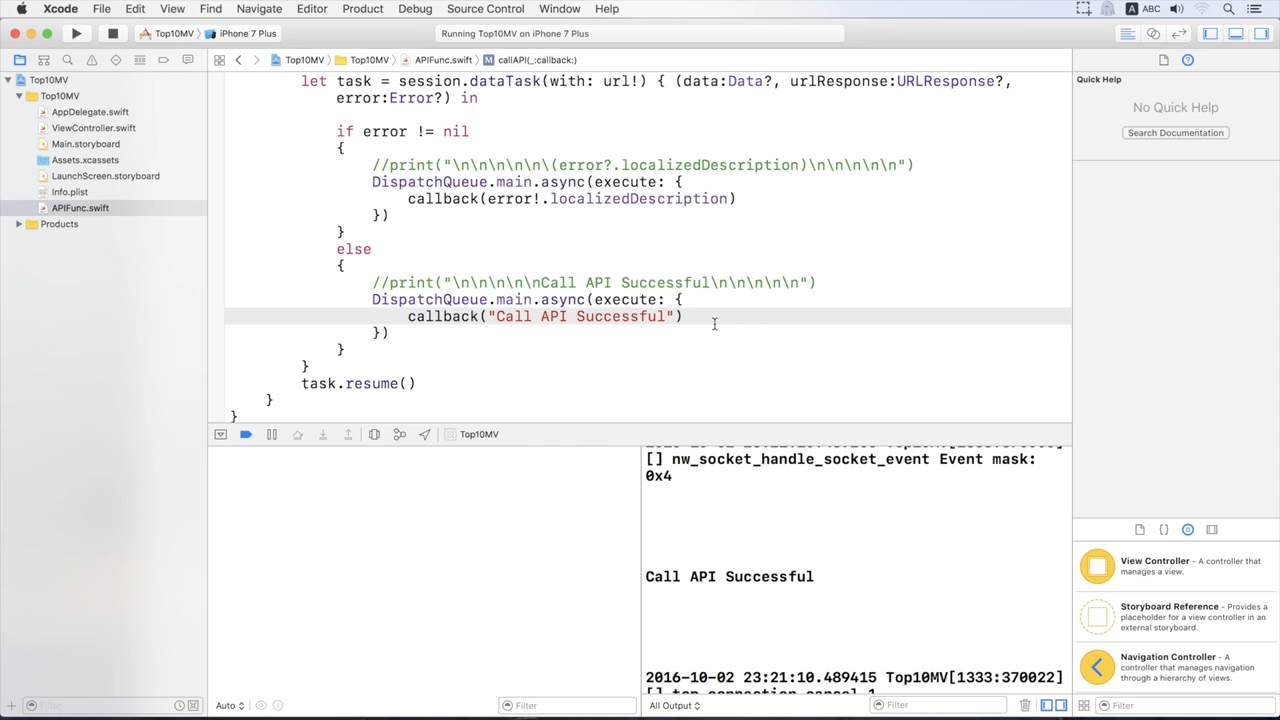 Xcode File Edit View Find Navigate Editor Product Debug Source Control Window Help
A ABC
Top10MV iPhone 7 Plus
Running Top10MV on iPhone 7 Plus
Top10MV Top10MV APIFunc.swift M callAPI(_:callback:)
Top10MV
Top10MV
AppDelegate.swift
ViewController.swift
Main.storyboard
Assets.xcassets
LaunchScreen.storyboard
Info.plist
APIFunc.swift
Products
let task = session.dataTask(with: url!) { (data:Data?, urlResponse:URLResponse?,
error:Error?) in
if error != nil
{
//print("\n\n\n\n\n\(error?.localizedDescription)\n\n\n\n\n")
DispatchQueue.main.async(execute: {
callback(error!.localizedDescription)
})
}
else
{
//print("\n\n\n\n\nCall API Successful\n\n\n\n\n")
DispatchQueue.main.async(execute: {
callback("Call API Successful")
})
}
}
task.resume()
}
}
Top10MV
[] nw_socket_handle_socket_event Event mask:
0x4
Call API Successful
2016-10-02 23:21:10.489415 Top10MV[1333:370022]
Quick Help
No Quick Help
Search Documentation
View Controller - A controller that
manages a view.
Storyboard Reference - Provides a
placeholder for a view controller in an
external storyboard.
Navigation Controller - A
controller that manages navigation
through a hierarchy of views.
Filter
Auto
Filter
All Output
Filter
Filter